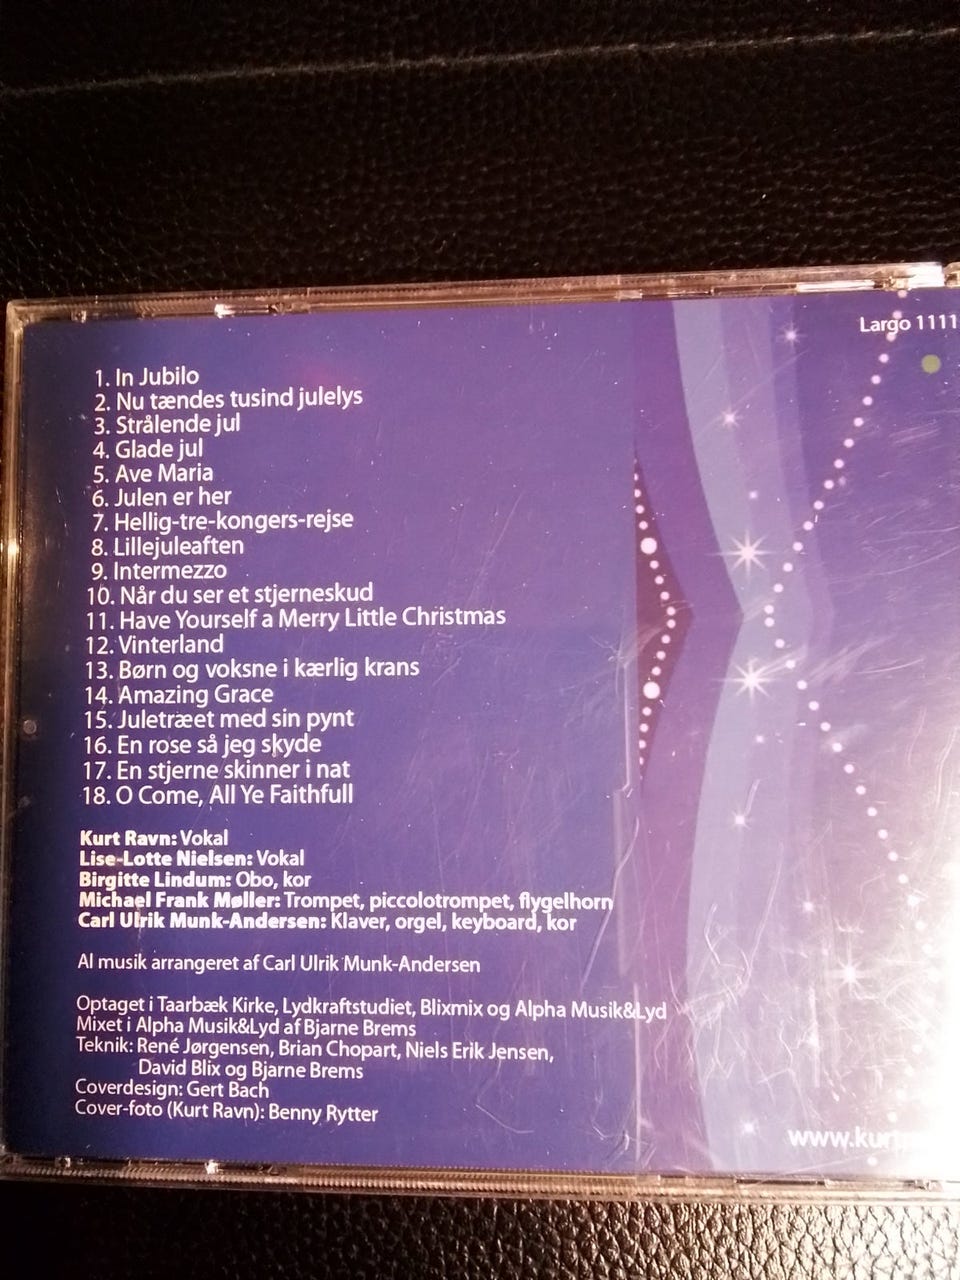 Largo 1111
1. In Jubilo
2. Nu tændes tusind julelys
3. Strålende jul
4. Glade jul
5. Ave Maria
6. Julen er her
7. Hellig-tre-kongers-rejse
8. Lillejuleaften
9. Intermezzo
10. Når du ser et stjerneskud
11. Have Yourself a Merry Little Christmas
12. Vinterland
13. Børn og voksne i kærlig krans
14. Amazing Grace
15. Juletræet med sin pynt
16. En rose så jeg skyde
17. En stjerne skinner i nat
18. O Come, All Ye Faithfull
Kurt Ravn: Vokal
Lise-Lotte Nielsen: Vokal
Birgitte Lindum: Obo, kor
Michael Frank Møller: Trompet, piccolotrompet, flygelhorn
Carl Ulrik Munk-Andersen: Klaver, orgel, keyboard, kor
Al musik arrangeret af Carl Ulrik Munk-Andersen
Optaget i Taarbæk Kirke, Lydkraftstudiet, Blixmix og Alpha Musik&Lyd
Mixet i Alpha Musik&Lyd af Bjarne Brems
Teknik: René Jørgensen, Brian Chopart, Niels Erik Jensen,
David Blix og Bjarne Brems
Coverdesign: Gert Bach
Cover-foto (Kurt Ravn): Benny Rytter